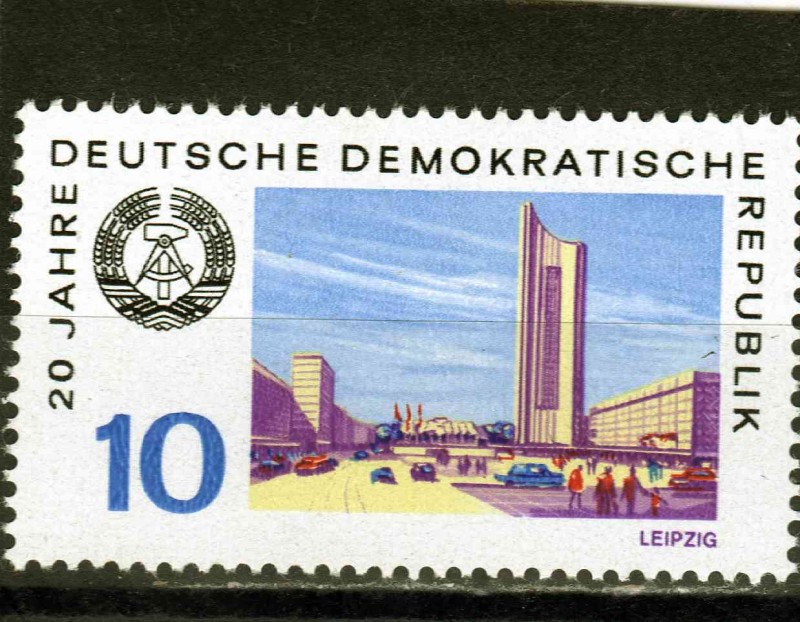 20 JAHRE
DEUTSCHE DEMOKRATISCHE
REPUBLIK
10
LEIPZIG